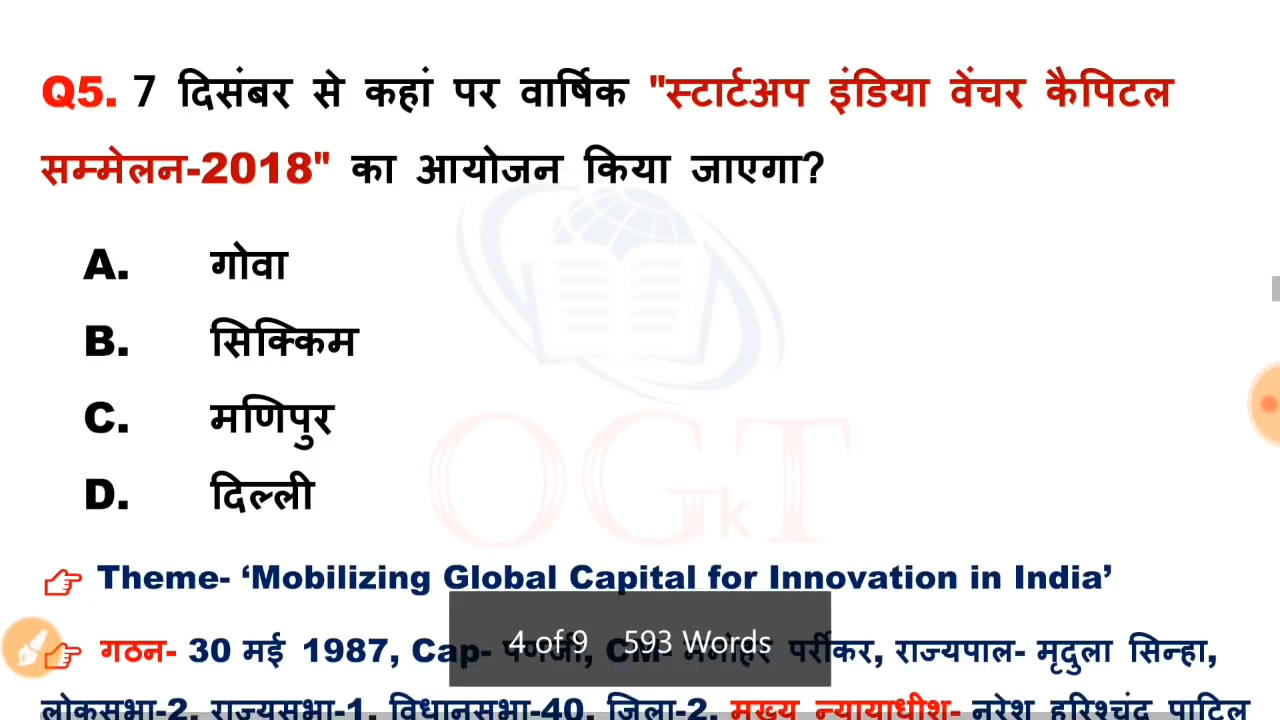 Q5. 7 दिसंबर से कहां पर वार्षिक "स्टार्टअप इंडिया वेंचर कैपिटल
सम्मेलन-2018" का आयोजन किया जाएगा?
A. गोवा
B. सिक्किम
C. मणिपुर
D. दिल्ली
OGT
k
Theme- ‘Mobilizing Global Capital for Innovation in India’
4 of 9 593 Words
गठन- 30 मई 1987, Cap- पणजी, CM- मनोहर पर्रीकर, राज्यपाल- मृदुला सिन्हा,
लोकसभा-2, राज्यसभा-1, विधानसभा-40, जिला-2, मुख्य न्यायाधीश- नरेश हरिश्चंद्र पाटिल